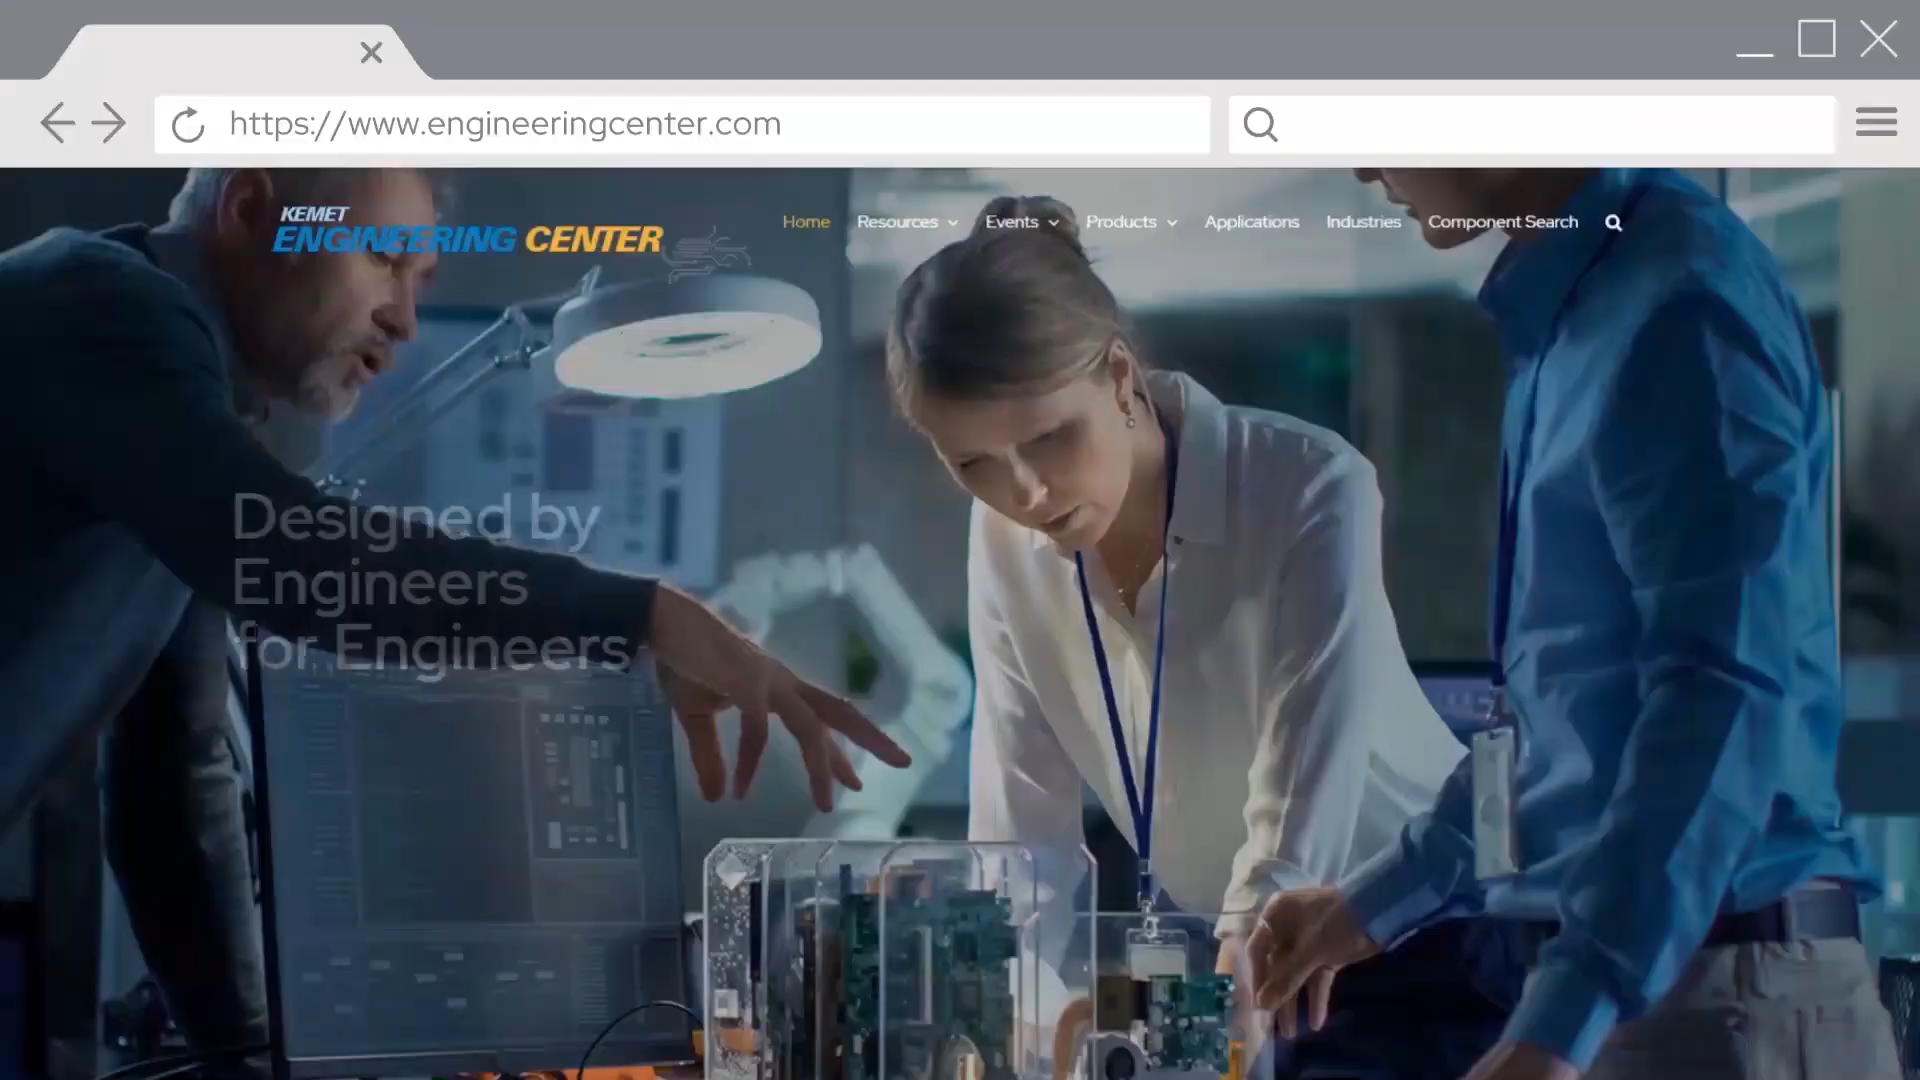 https://www.engineeringcenter.com
KEMET
ENGINEERING CENTER
Home Resources Events Products Applications Industries Component Search
Designed by
Engineers
for Engineers